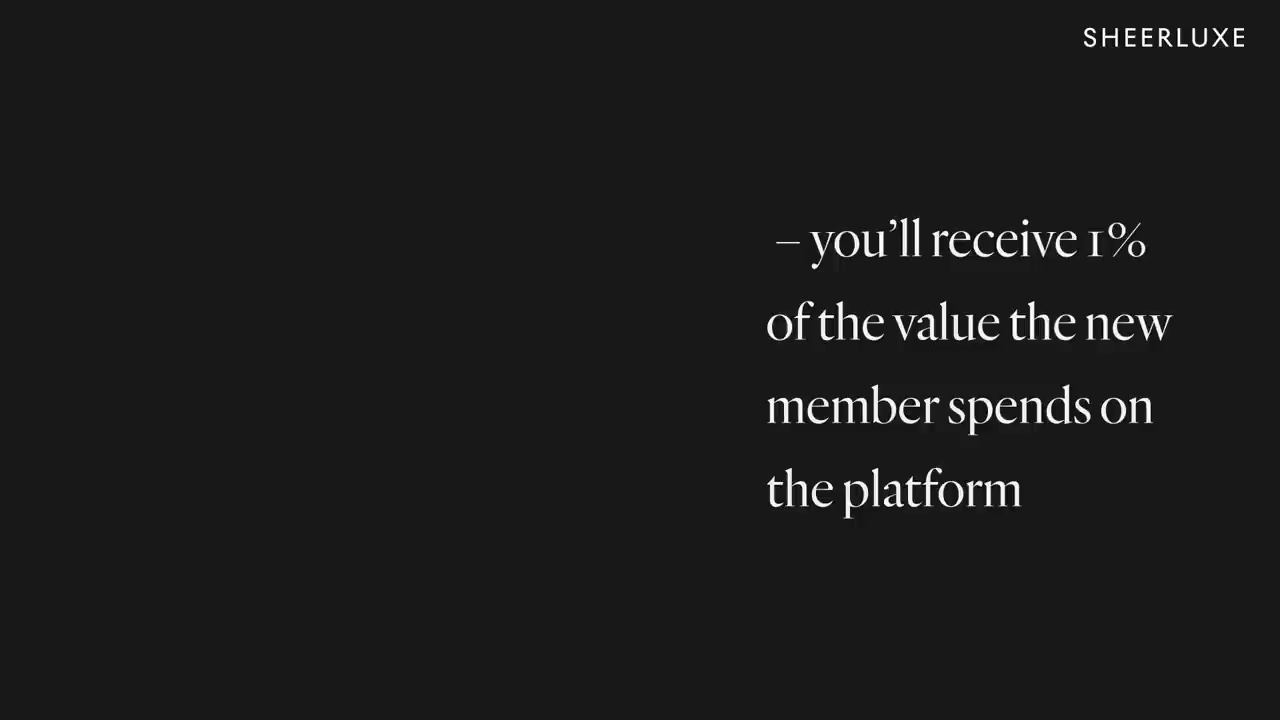 SHEERLUXE
– you’ll receive 1%
of the value the new
member spends on
the platform